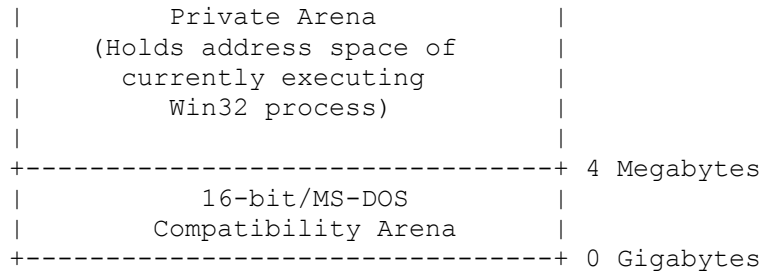 |         Private Arena           |
|    (Holds address space of      |
|      currently executing        |
|         Win32 process)          |
|                                 |
+---------------------------------+ 4 Megabytes
|           16-bit/MS-DOS         |
|        Compatibility Arena      |
+---------------------------------+ 0 Gigabytes